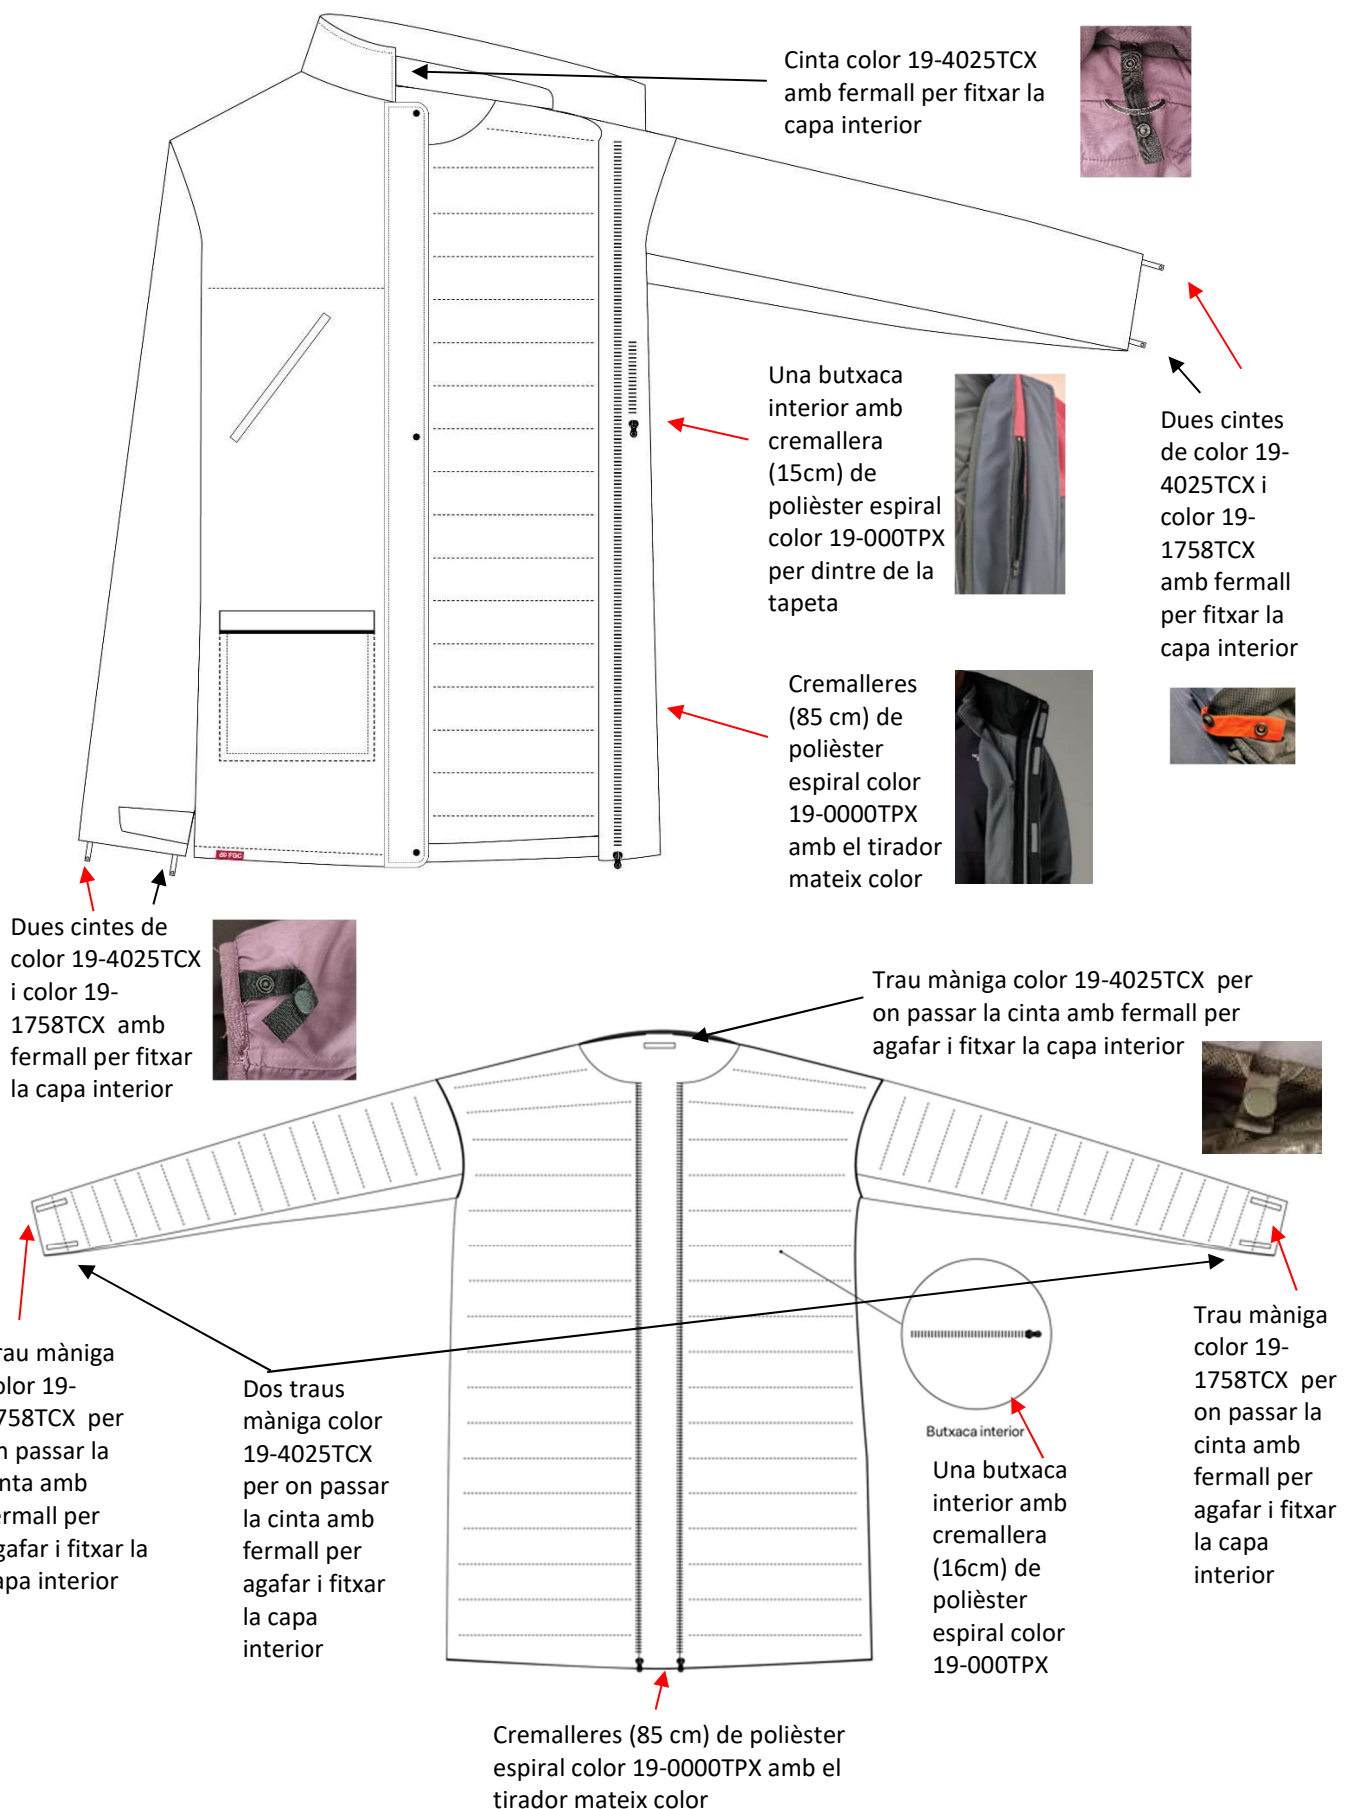 Cinta color 19-4025TCX
amb fermall per fitxar la
capa interior
Una butxaca
interior amb
cremallera
(15cm) de
polièster espiral
color 19-000TPX
per dintre de la
tapeta
Dues cintes
de color 19-
4025TCX i
color 19-
1758TCX
amb fermall
per fitxar la
capa interior
Cremalleres
(85 cm) de
polièster
espiral color
19-0000TPX
amb el tirador
mateix color
FGC
Dues cintes de
color 19-4025TCX
i color 19-
1758TCX amb
fermall per fitxar
la capa interior
Trau màniga color 19-4025TCX per
on passar la cinta amb fermall per
agafar i fitxar la capa interior
rau màniga
olor 19-
758TCX per
n passar la
inta amb
ermall per
gafar i fitxar la
apa interior
Dos traus
màniga color
19-4025TCX
per on passar
la cinta amb
fermall per
agafar i fitxar
la capa
interior
Butxaca interior
Una butxaca
interior amb
cremallera
(16cm) de
polièster
espiral color
19-000TPX
Trau màniga
color 19-
1758TCX per
on passar la
cinta amb
fermall per
agafar i fitxar
la capa
interior
Cremalleres (85 cm) de polièster
espiral color 19-0000TPX amb el
tirador mateix color